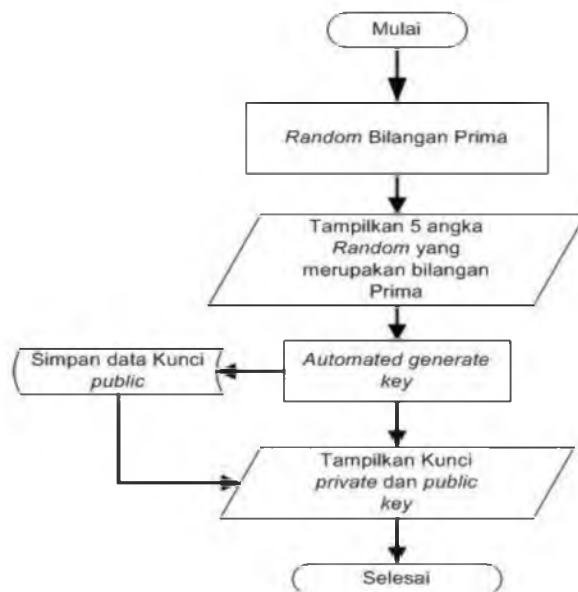 Mulai
Random Bilangan Prima
Tampilkan 5 angka
Random yang
merupakan bilangan
Prima
Simpan data Kunci
public
Automated generate
key
Tampilkan Kunci
private dan public
key
Selesai